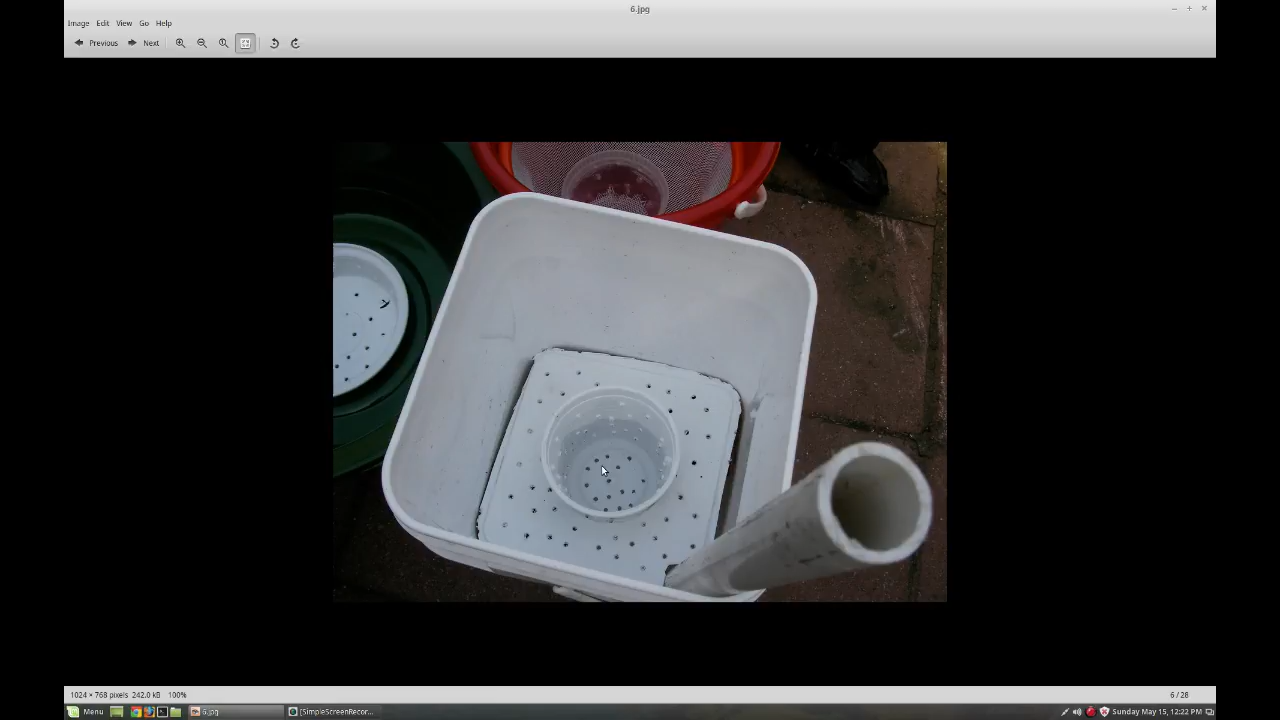 6.jpg
Image Edit View Go Help
Previous Next
1024 × 768 pixels 242.0 kB 100%
6 / 28
Menu 6.jpg [SimpleScreenRecor... Sunday May 15, 12:22 PM